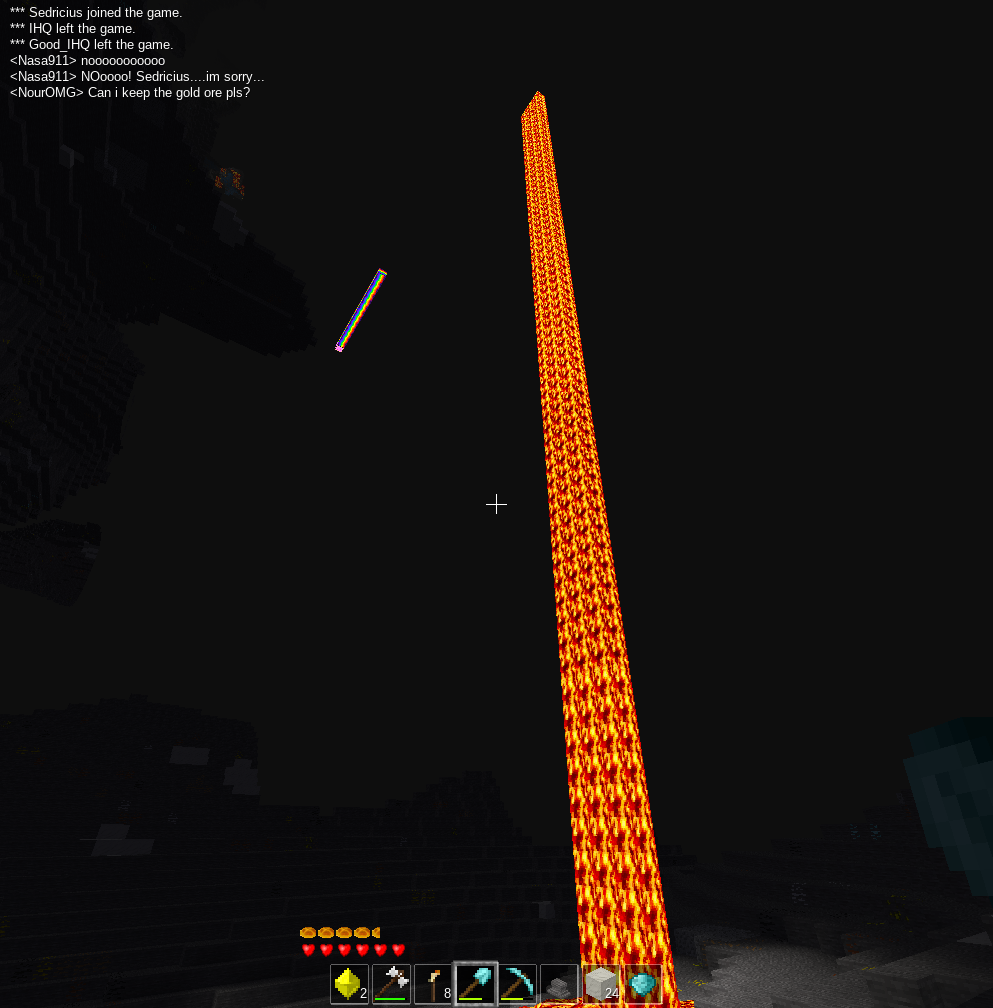 *** Sedricius joined the game.
*** IHQ left the game.
*** Good_IHQ left the game.
<Nasa911> nooooooooooo
<Nasa911> NOoooo! Sedricius....im sorry...
<NourOMG> Can i keep the gold ore pls?
2
8
24